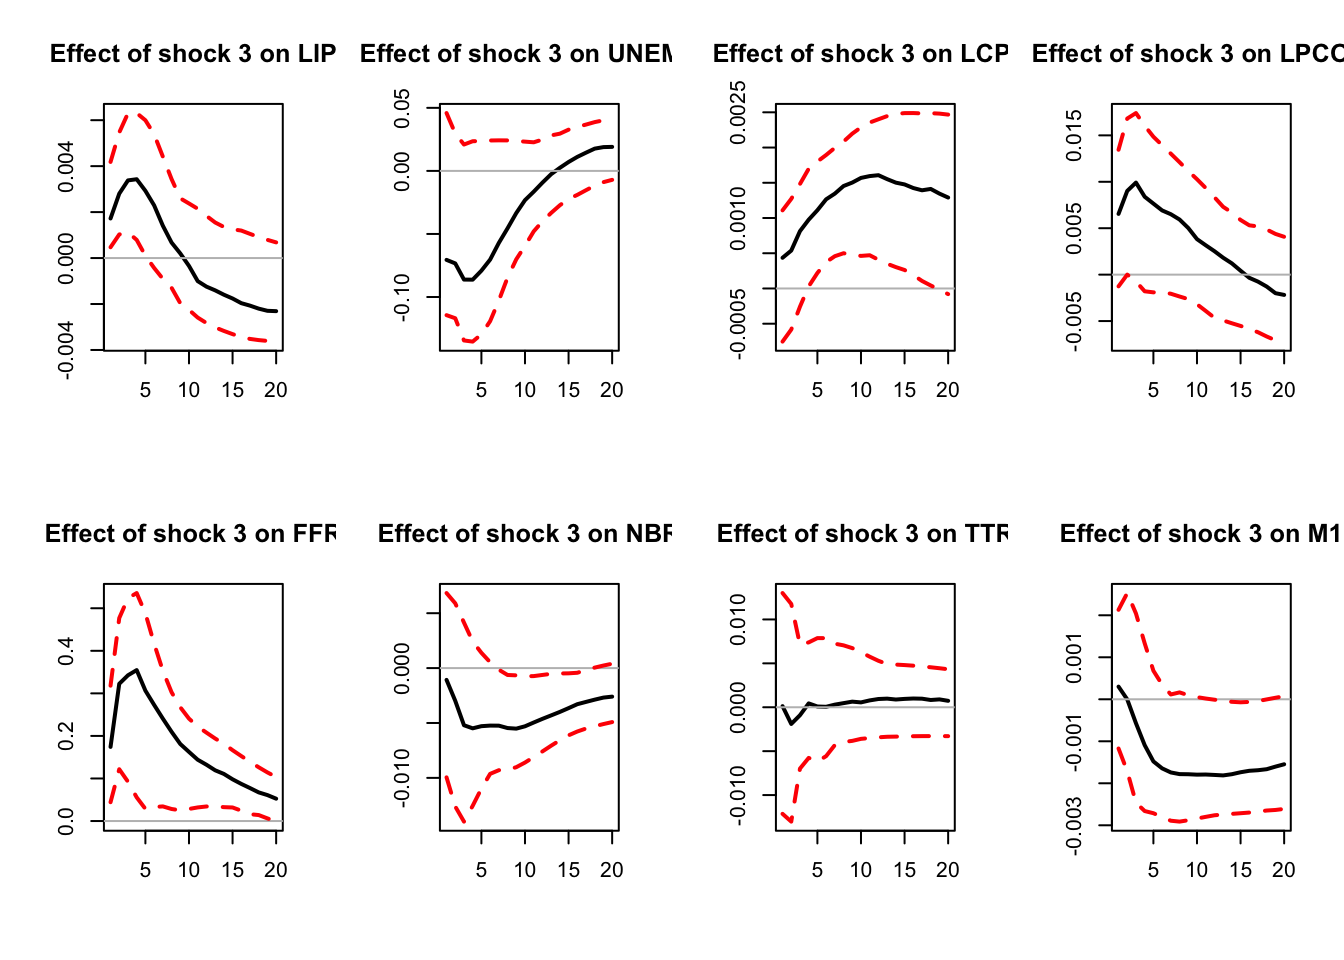 Effect of shock 3 on LIP
Effect of shock 3 on UNEM
Effect of shock 3 on LCP
Effect of shock 3 on LPCO
0.004
0.000
-0.004
5 10 15 20
0.05
0.00
-0.10
5 10 15 20
0.0025
0.0010
-0.0005
5 10 15 20
0.015
0.005
-0.005
5 10 15 20
Effect of shock 3 on FFR
Effect of shock 3 on NBR
Effect of shock 3 on TTR
Effect of shock 3 on M1
0.4
0.2
0.0
5 10 15 20
0.000
-0.010
5 10 15 20
0.010
0.000
-0.010
5 10 15 20
0.001
-0.001
-0.003
5 10 15 20